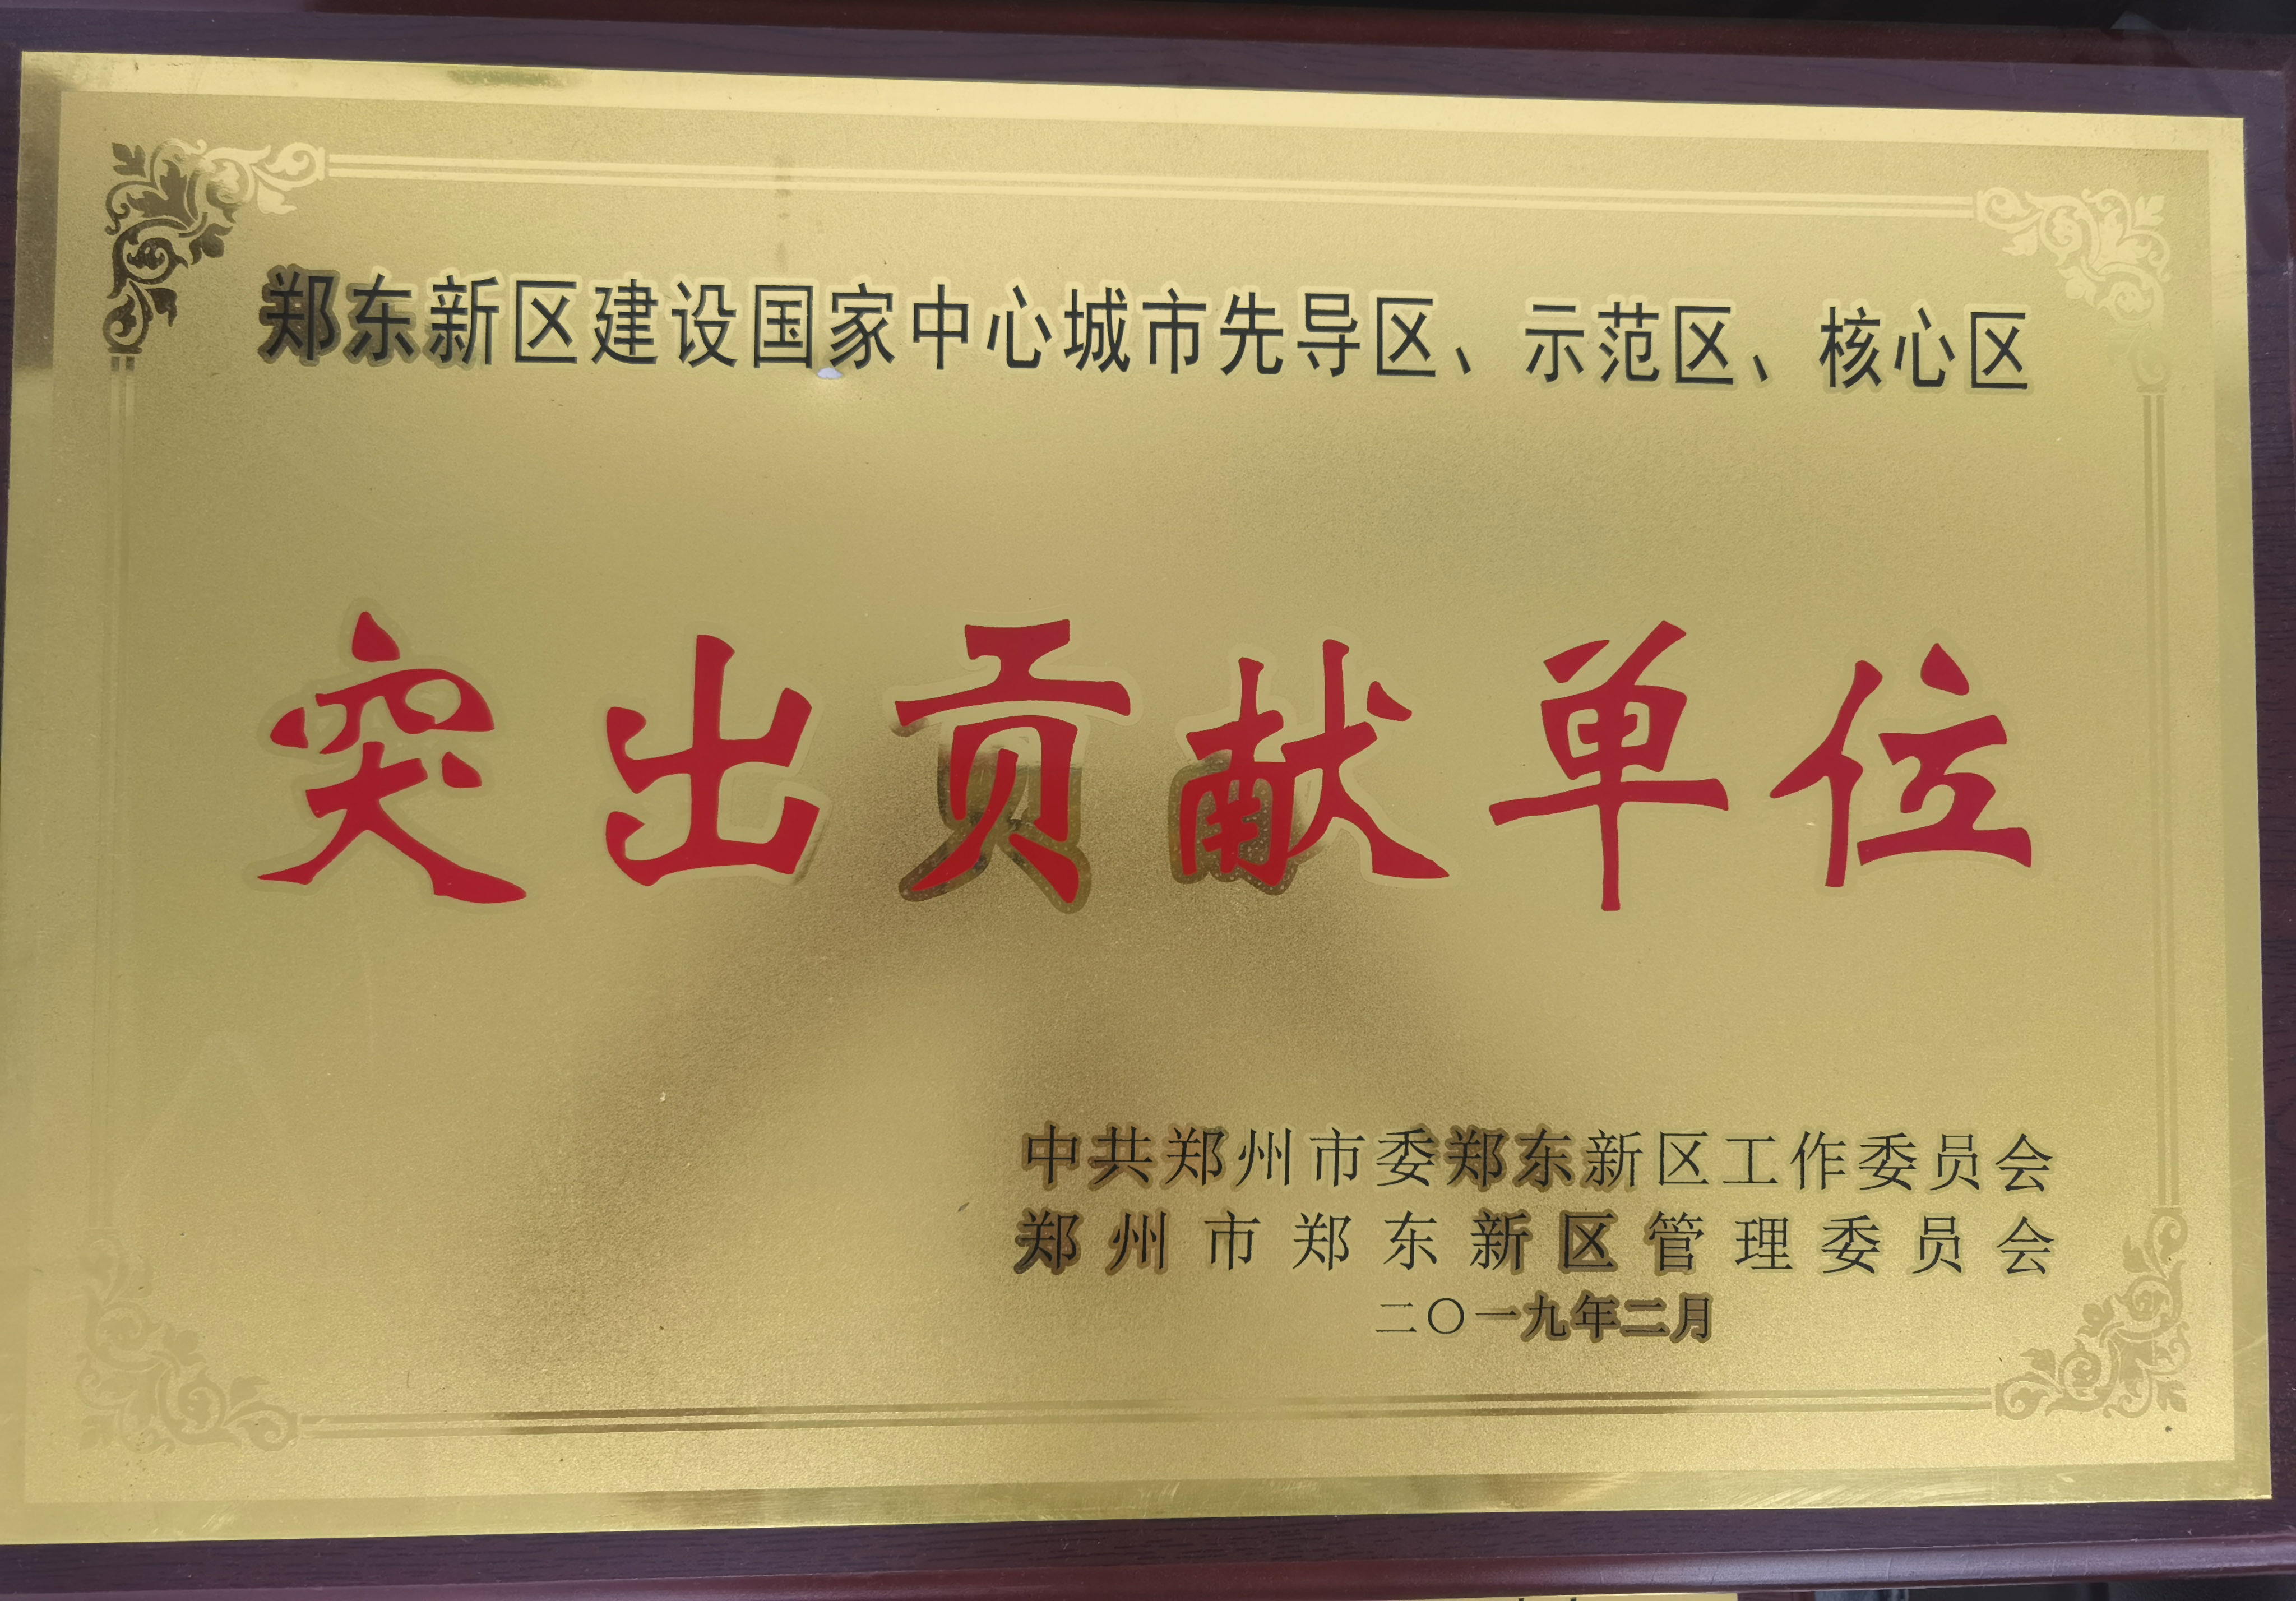 郑东新区建设国家中心城市先导区、示范区、核心区
突出贡献单位
中共郑州市委郑东新区工作委员会
郑州市郑东新区管理委员会
二〇一九年二月